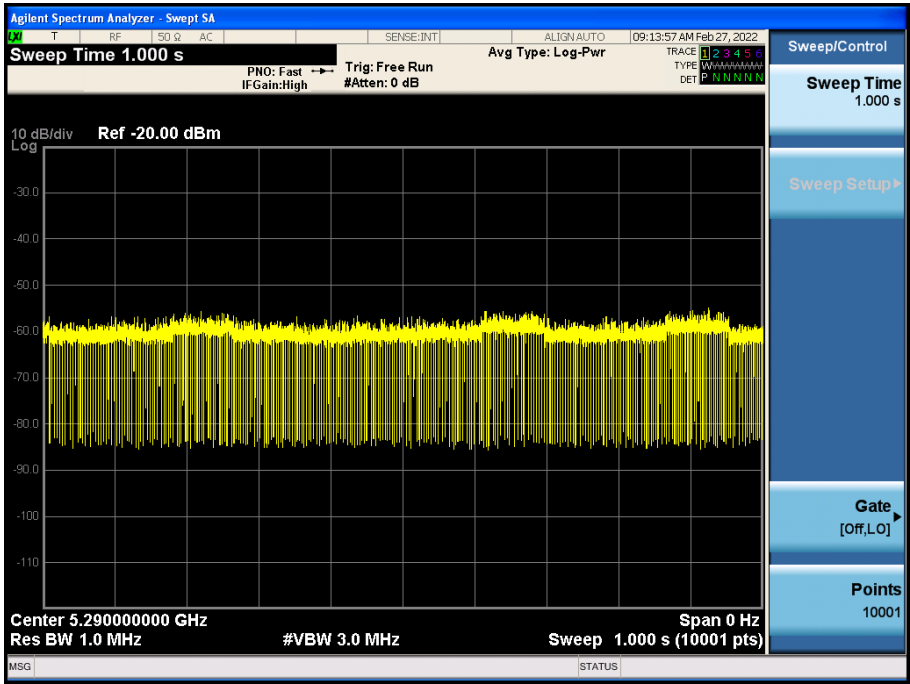 Agilent Spectrum Analyzer - Swept SA
LXI T RF 50 Ω AC SENSE:INT ALIGN AUTO 09:13:57 AM Feb 27, 2022
Sweep Time 1.000 s
Avg Type: Log-Pwr
TRACE 1 2 3 4 5 6
TYPE
DET P N N N N N
PNO: Fast
IFGain:High
Trig: Free Run
#Atten: 0 dB
10 dB/div
Log
Ref -20.00 dBm
-30.0
-40.0
-50.0
-60.0
-70.0
-80.0
-90.0
-100
-110
Center 5.290000000 GHz
Span 0 Hz
Res BW 1.0 MHz
#VBW 3.0 MHz
Sweep 1.000 s (10001 pts)
MSG
STATUS
Sweep/Control
Sweep Time
1.000 s
Sweep Setup
Gate
[Off,LO]
Points
10001